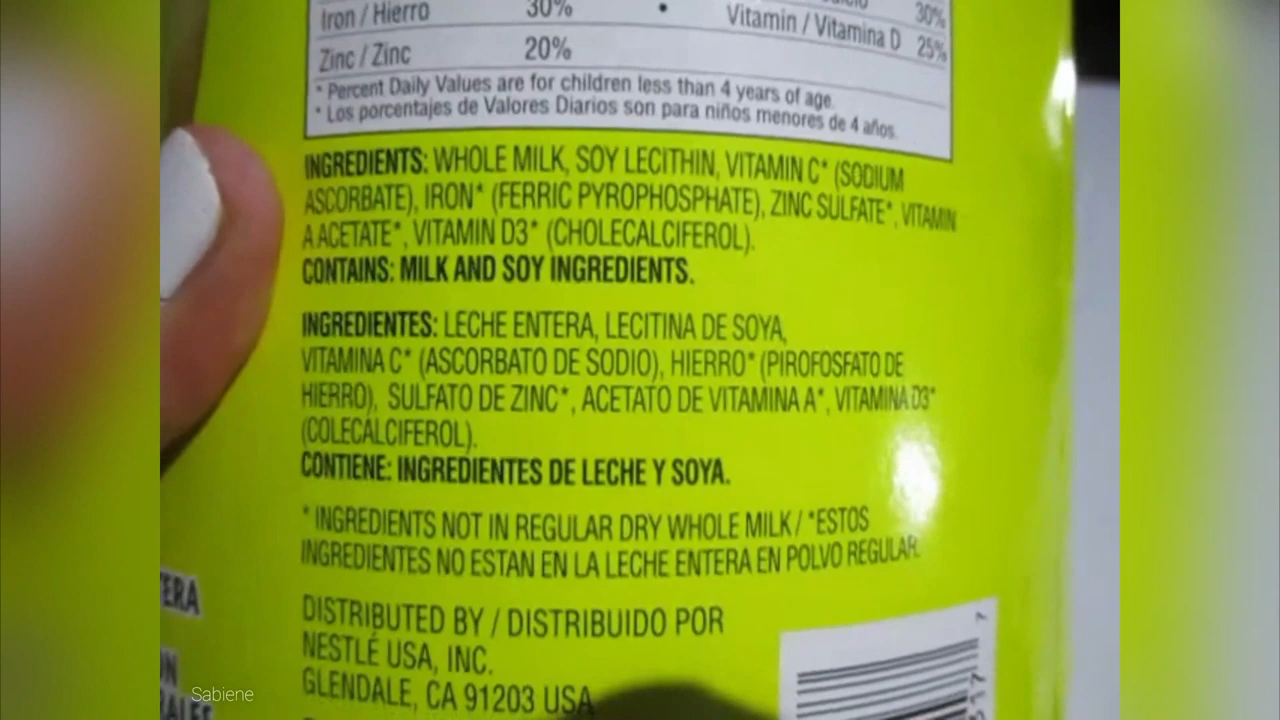 Iron / Hierro 30% • Vitamin / Vitamina D 25%
30%
Zinc / Zinc 20%
* Percent Daily Values are for children less than 4 years of age.
* Los porcentajes de Valores Diarios son para niños menores de 4 años.
INGREDIENTS: WHOLE MILK, SOY LECITHIN, VITAMIN C* (SODIUM
ASCORBATE), IRON* (FERRIC PYROPHOSPHATE), ZINC SULFATE*, VITAMIN
A ACETATE*, VITAMIN D3* (CHOLECALCIFEROL).
CONTAINS: MILK AND SOY INGREDIENTS.
INGREDIENTES: LECHE ENTERA, LECITINA DE SOYA,
VITAMINA C* (ASCORBATO DE SODIO), HIERRO* (PIROFOSFATO DE
HIERRO), SULFATO DE ZINC*, ACETATO DE VITAMINA A*, VITAMINA D3*
(COLECALCIFEROL).
CONTIENE: INGREDIENTES DE LECHE Y SOYA.
* INGREDIENTS NOT IN REGULAR DRY WHOLE MILK / *ESTOS
INGREDIENTES NO ESTAN EN LA LECHE ENTERA EN POLVO REGULAR.
DISTRIBUTED BY / DISTRIBUIDO POR
NESTLÉ USA, INC.
GLENDALE, CA 91203 USA
Sabiene